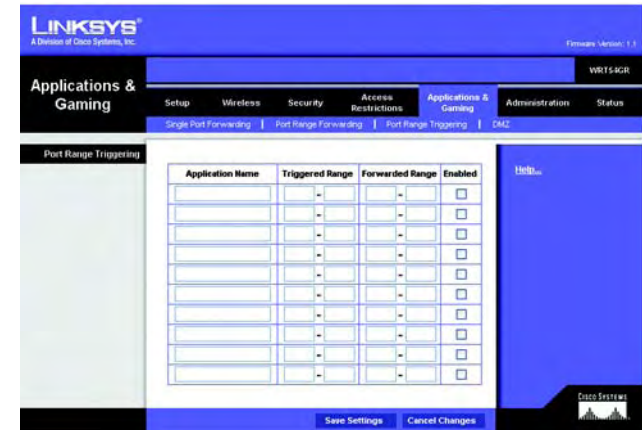 LINKSYS®
A Division of Cisco Systems, Inc.
Firmware Version: 1.1
WRT54GR
Applications & Gaming
Setup Wireless Security Access Restrictions Applications & Gaming Administration Status
Single Port Forwarding | Port Range Forwarding | Port Range Triggering | DMZ
Port Range Triggering
Application Name Triggered Range Forwarded Range Enabled
Help...
- -
- -
- -
- -
- -
- -
- -
- -
- -
- -
Save Settings Cancel Changes
CISCO SYSTEMS